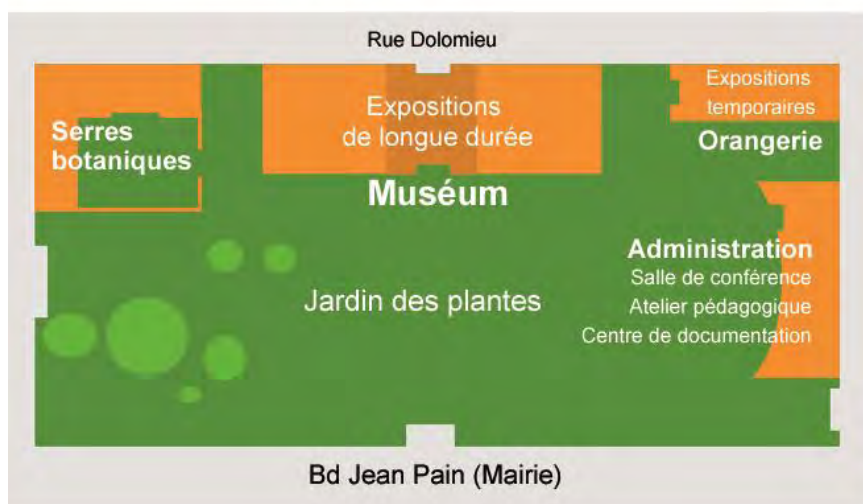 Rue Dolomieu
Serres
botaniques
Expositions
de longue durée
Muséum
Expositions
temporaires
Orangerie
Administration
Salle de conférence
Atelier pédagogique
Centre de documentation
Jardin des plantes
Bd Jean Pain (Mairie)